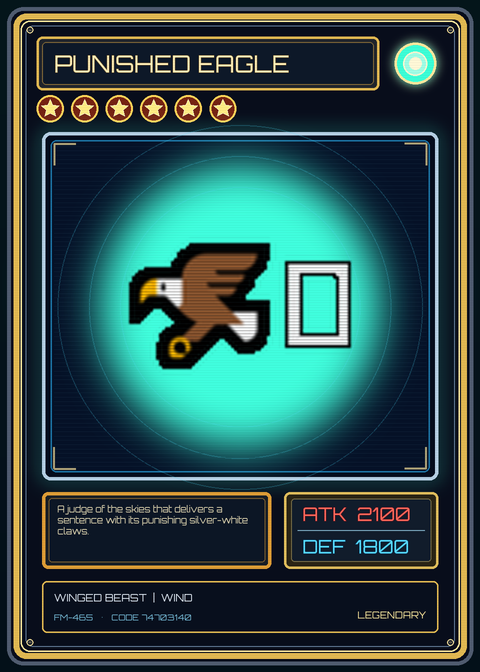 PUNISHED EAGLE
A judge of the skies that delivers a
sentence with its punishing silver-white
claws.
ATK 2100
DEF 1800
WINGED BEAST | WIND
FM-465 · CODE 74703140
LEGENDARY